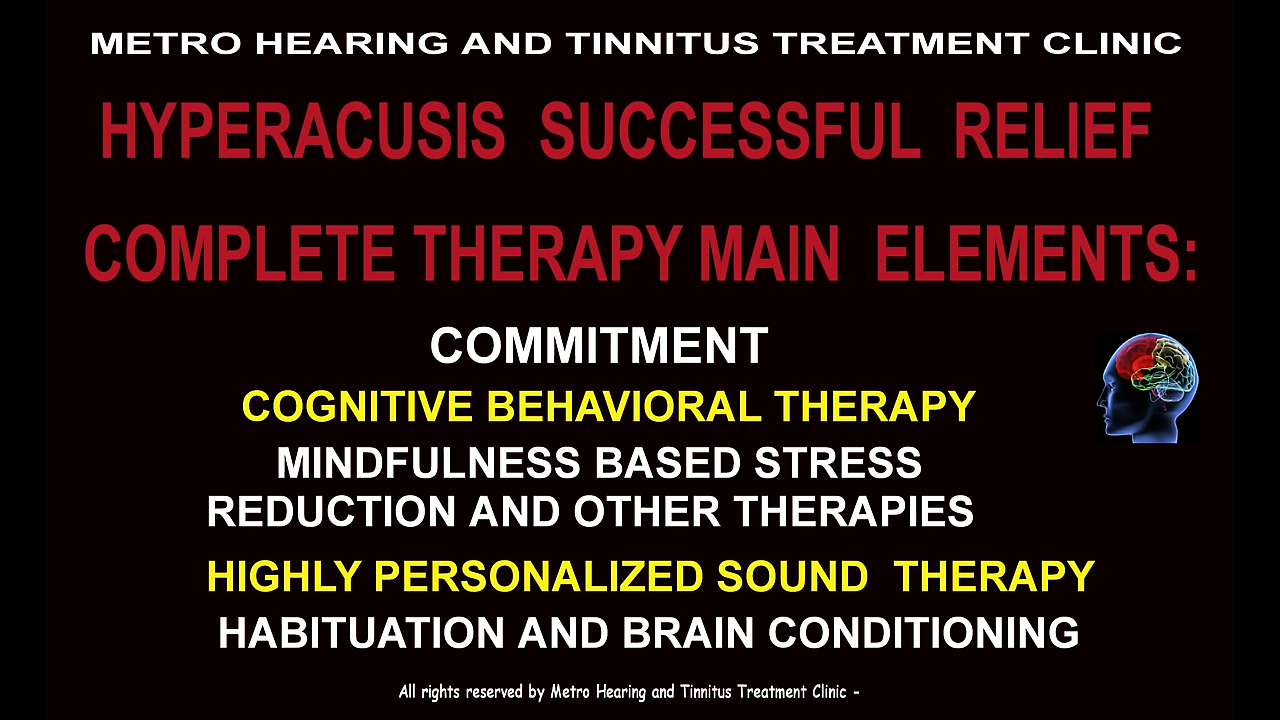 METRO HEARING AND TINNITUS TREATMENT CLINIC
HYPERACUSIS SUCCESSFUL RELIEF
COMPLETE THERAPY MAIN ELEMENTS:
COMMITMENT
COGNITIVE BEHAVIORAL THERAPY
MINDFULNESS BASED STRESS
REDUCTION AND OTHER THERAPIES
HIGHLY PERSONALIZED SOUND THERAPY
HABITUATION AND BRAIN CONDITIONING
All rights reserved by Metro Hearing and Tinnitus Treatment Clinic -